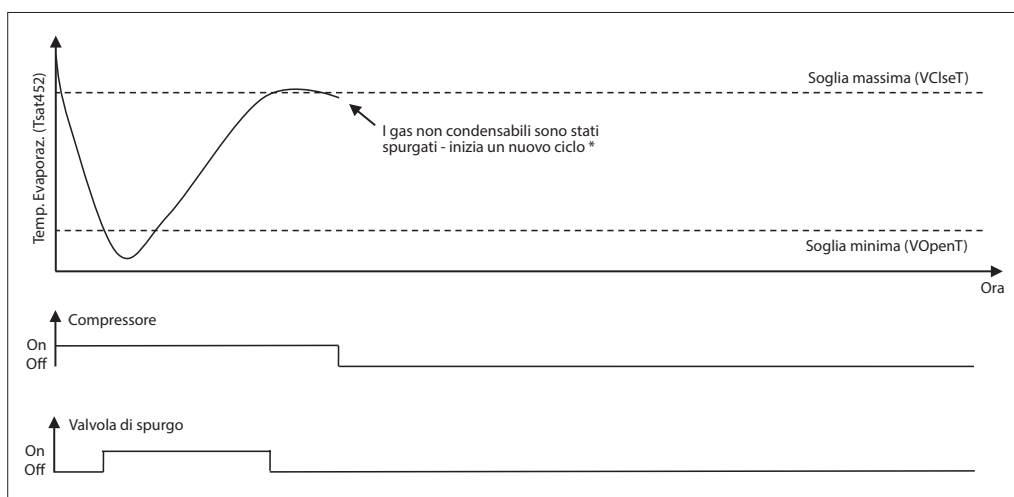 Temp. Evaporaz. (Tsat452)
Soglia massima (VClseT)
I gas non condensabili sono stati
spurgati - inizia un nuovo ciclo *
Soglia minima (VOpenT)
Ora
Compressore
On
Off
Valvola di spurgo
On
Off